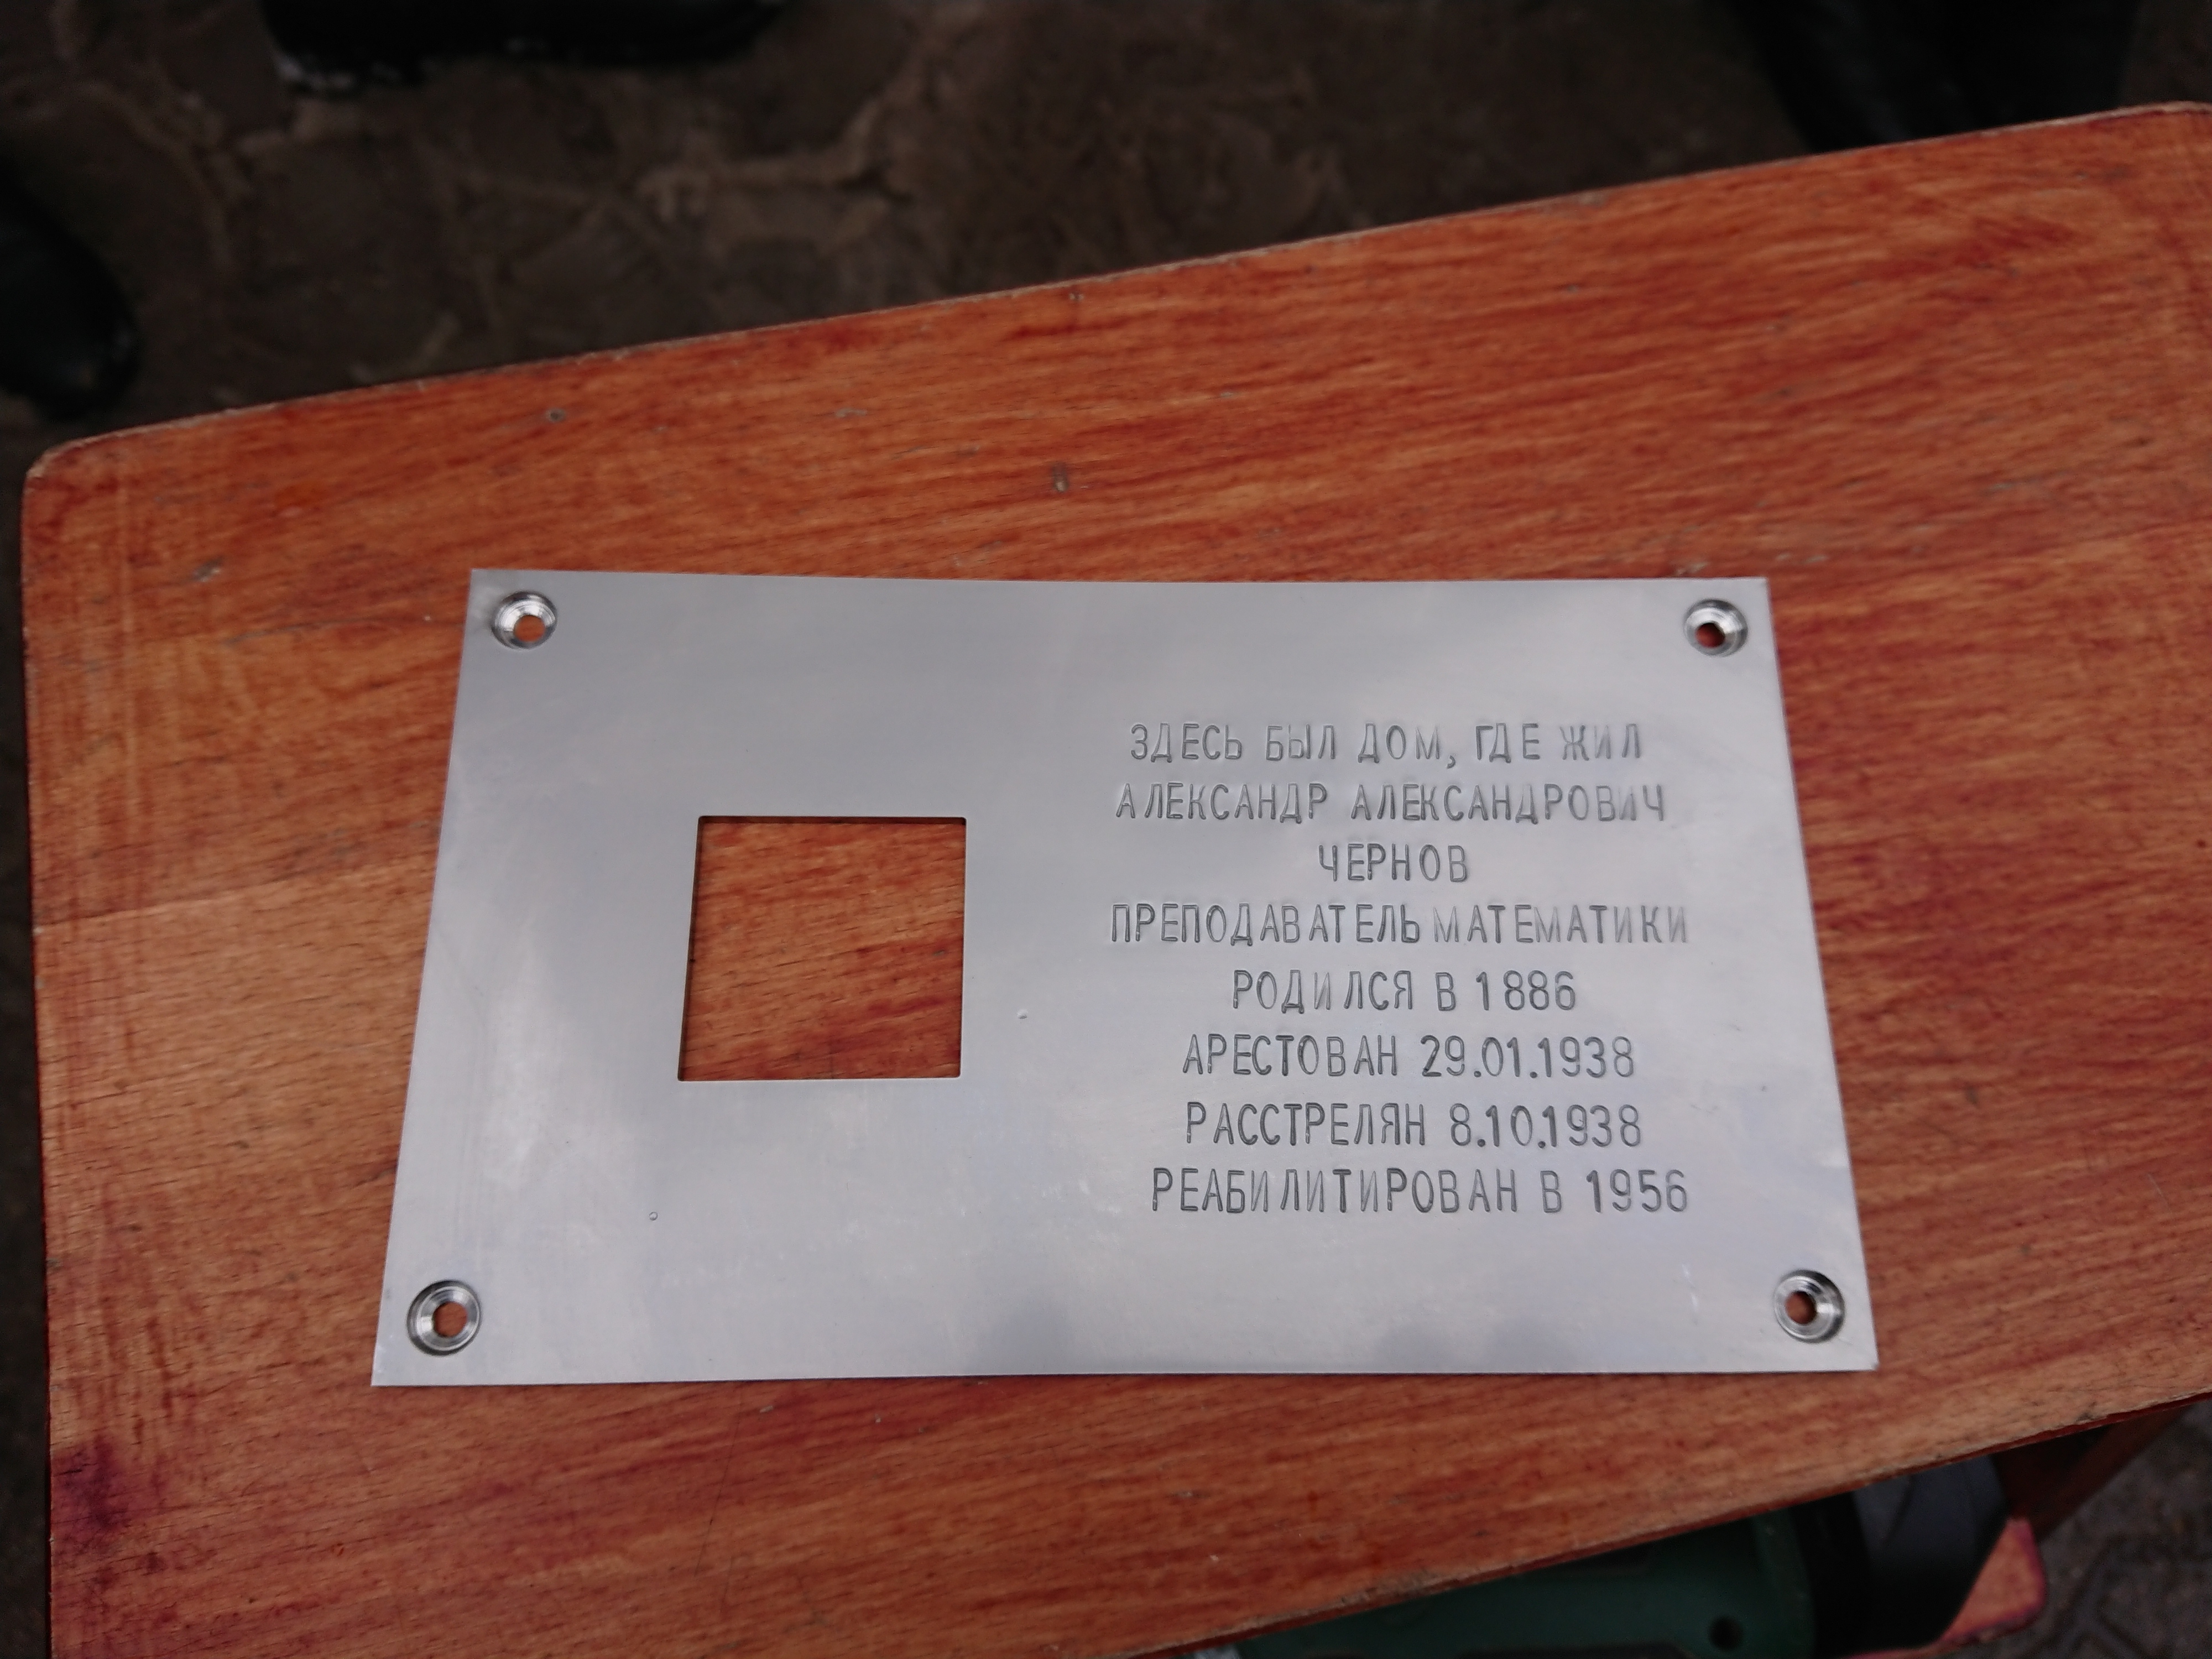 ЗДЕСЬ БЫЛ ДОМ, ГДЕ ЖИЛ
АЛЕКСАНДР АЛЕКСАНДРОВИЧ
ЧЕРНОВ
ПРЕПОДАВАТЕЛЬ МАТЕМАТИКИ
РОДИЛСЯ В 1886
АРЕСТОВАН 29.01.1938
РАССТРЕЛЯН 8.10.1938
РЕАБИЛИТИРОВАН В 1956